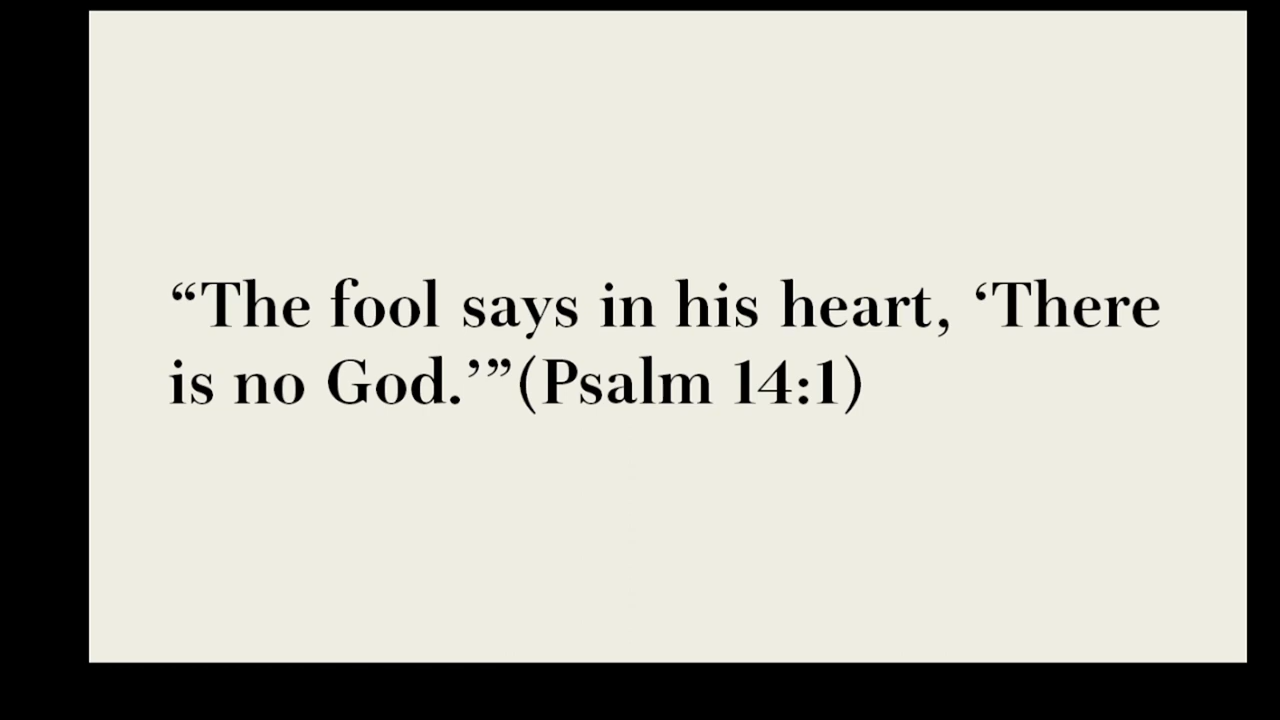 “The fool says in his heart, ‘There
is no God.’”(Psalm 14:1)